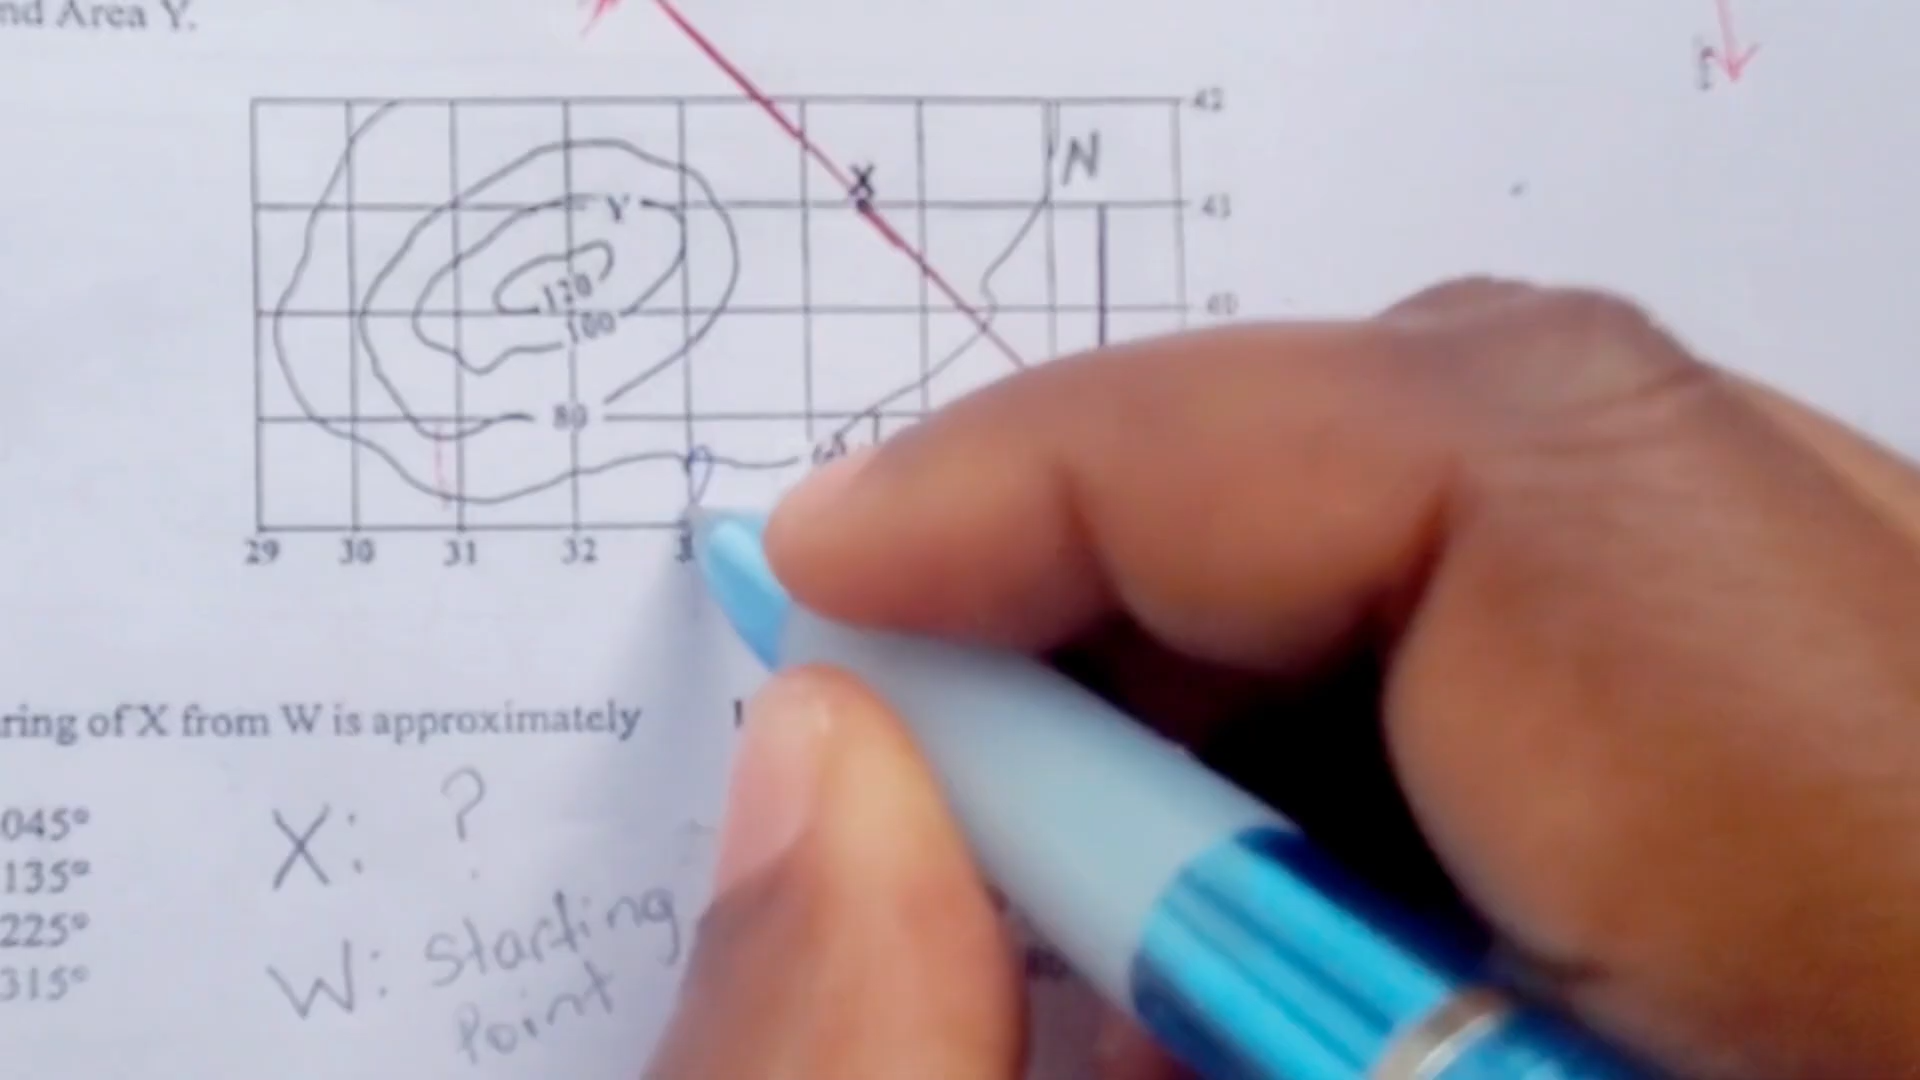 nd Area Y.
42
N
X
Y
41
120
40
100
80
29 30 31 32
ring of X from W is approximately
X: ?
045°
135°
225°
W: Starting
315°
Point